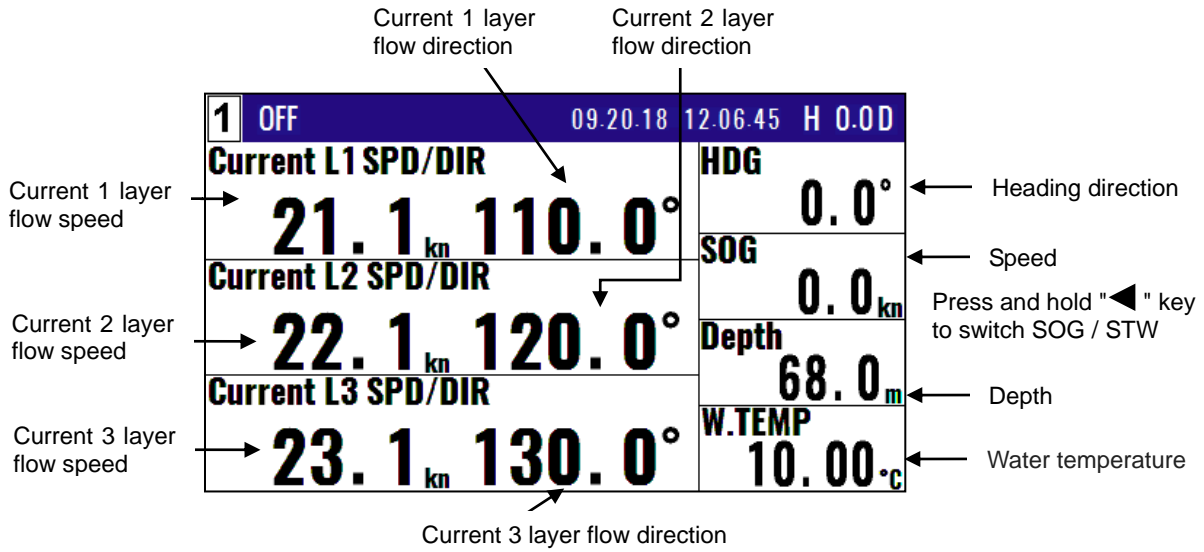 Current 1 layer
flow direction
Current 2 layer
flow direction
1 OFF 09-20-18 12-06-45 H 0.0D
Current L1 SPD/DIR
HDG
Current 1 layer
flow speed
21.1kn 110.0°
0.0°
Heading direction
Current L2 SPD/DIR
SOG
Speed
0.0kn
Press and hold "◀ " key
to switch SOG / STW
Current 2 layer
flow speed
22.1kn 120.0°
Depth
68.0m
Depth
Current L3 SPD/DIR
W.TEMP
Current 3 layer
flow speed
23.1kn 130.0°
10.00°C
Water temperature
Current 3 layer flow direction